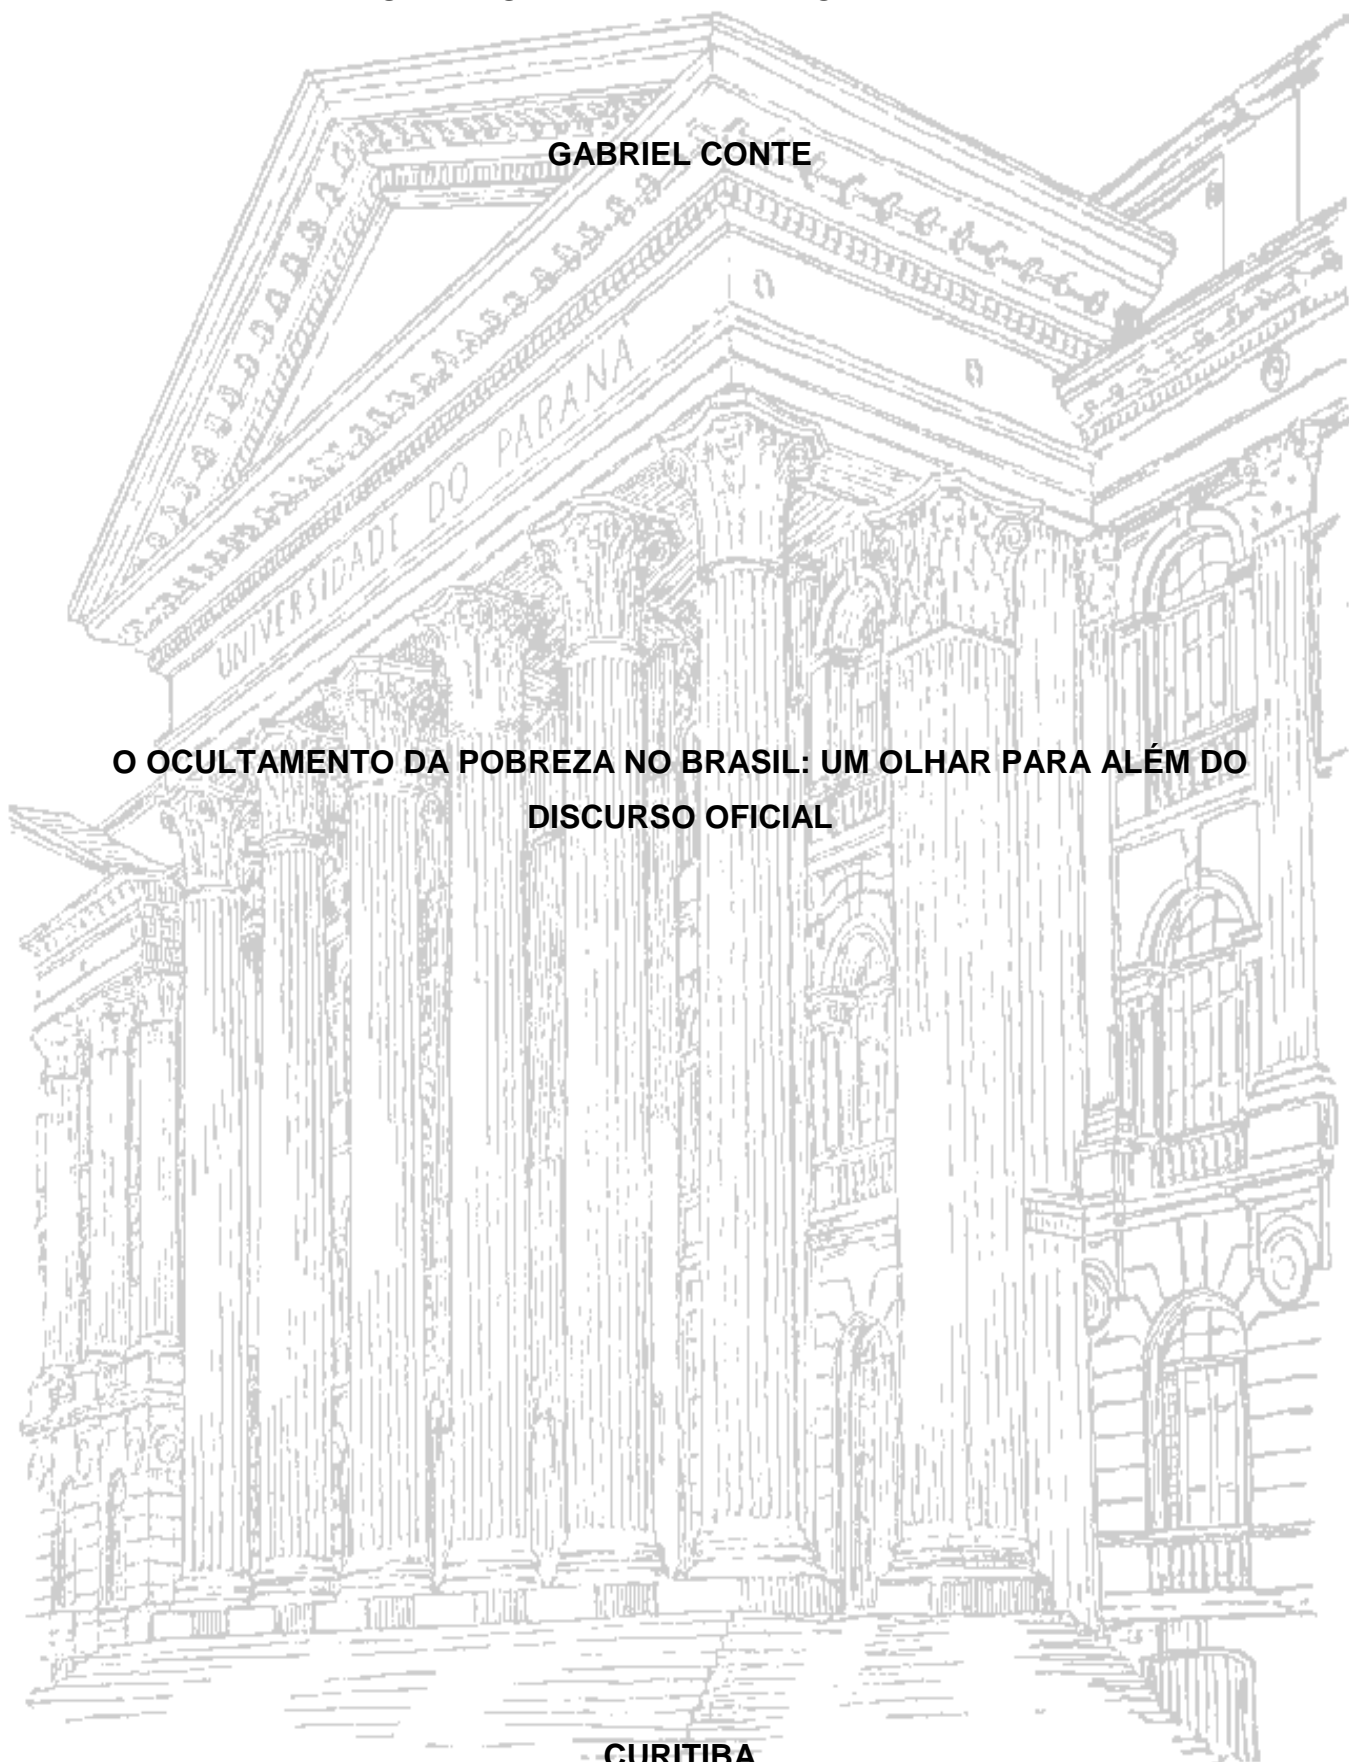 GABRIEL CONTE
UNIVERSIDADE DO PARANÁ
O OCULTAMENTO DA POBREZA NO BRASIL: UM OLHAR PARA ALÉM DO
DISCURSO OFICIAL
CURITIBA